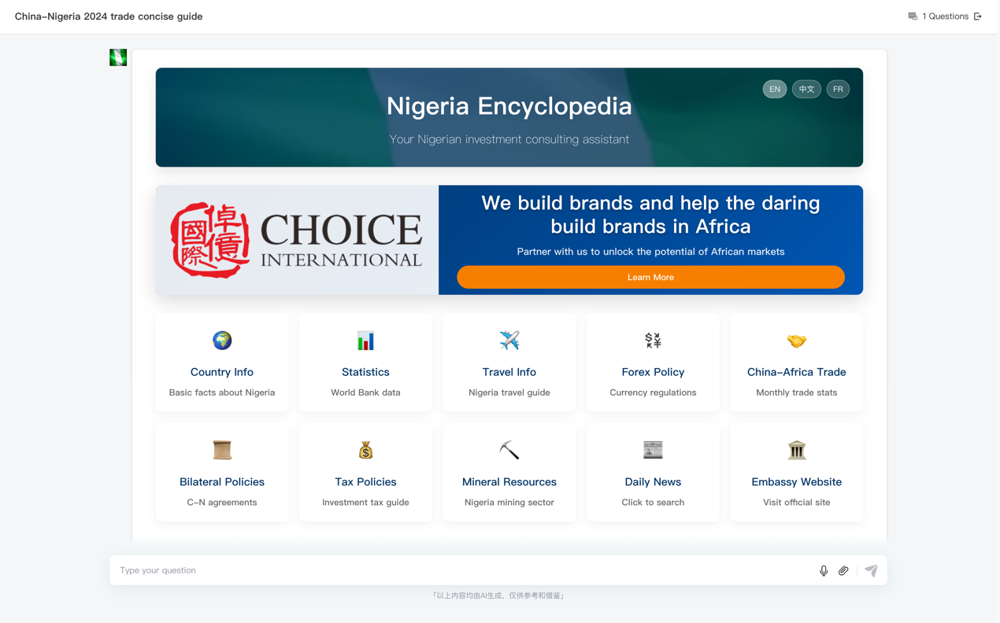 China–Nigeria 2024 trade concise guide
1 Questions
EN
中文
FR
Nigeria Encyclopedia
Your Nigerian investment consulting assistant
卓億
國際
CHOICE
INTERNATIONAL
We build brands and help the daring
build brands in Africa
Partner with us to unlock the potential of African markets
Learn More
Country Info
Basic facts about Nigeria
Statistics
World Bank data
Travel Info
Nigeria travel guide
Forex Policy
Currency regulations
China–Africa Trade
Monthly trade stats
Bilateral Policies
C–N agreements
Tax Policies
Investment tax guide
Mineral Resources
Nigeria mining sector
Daily News
Click to search
Embassy Website
Visit official site
Type your question
「以上内容均由AI生成，仅供参考和借鉴」